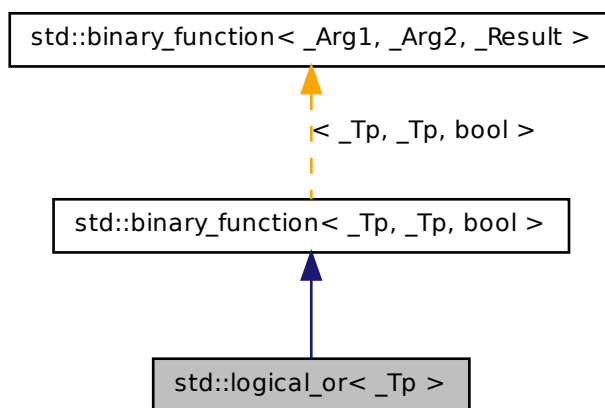 std::binary_function< _Arg1, _Arg2, _Result >
< _Tp, _Tp, bool >
std::binary_function< _Tp, _Tp, bool >
std::logical_or< _Tp >